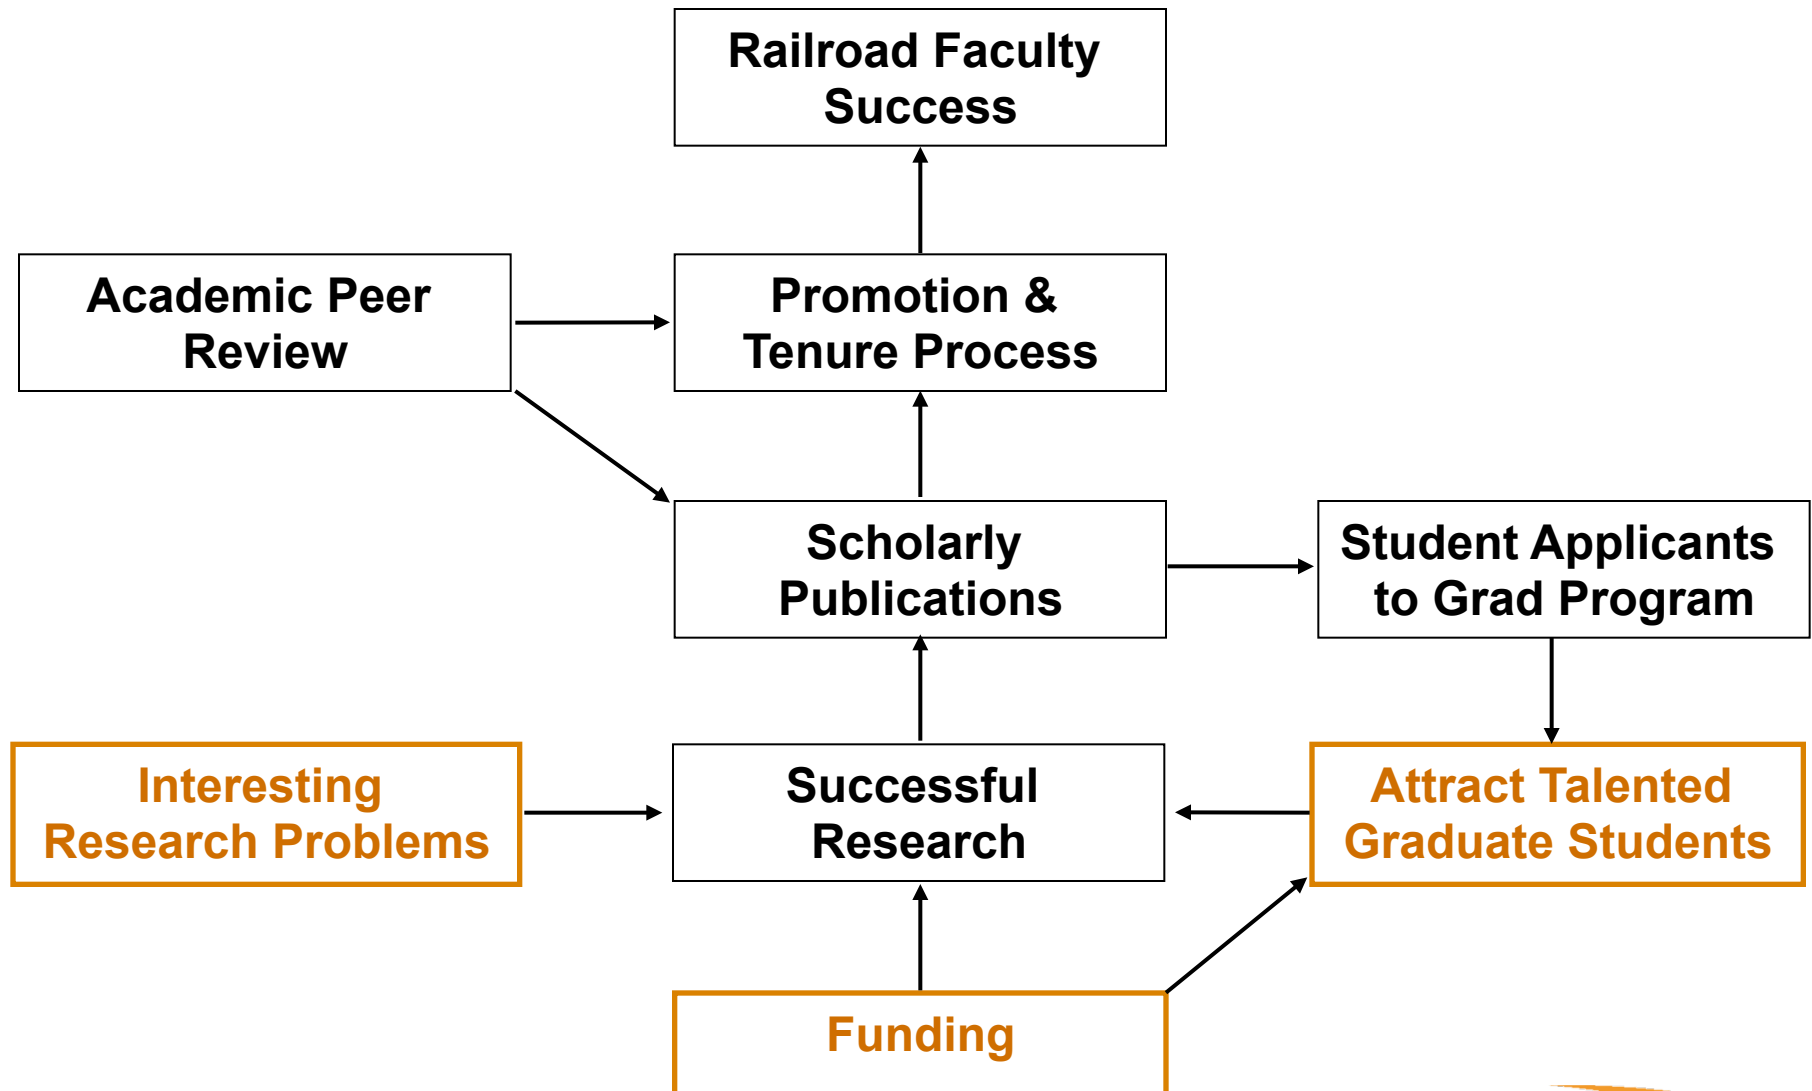 Railroad Faculty
Success
Academic Peer
Review
Promotion &
Tenure Process
Scholarly
Publications
Student Applicants
to Grad Program
Interesting
Research Problems
Successful
Research
Attract Talented
Graduate Students
Funding